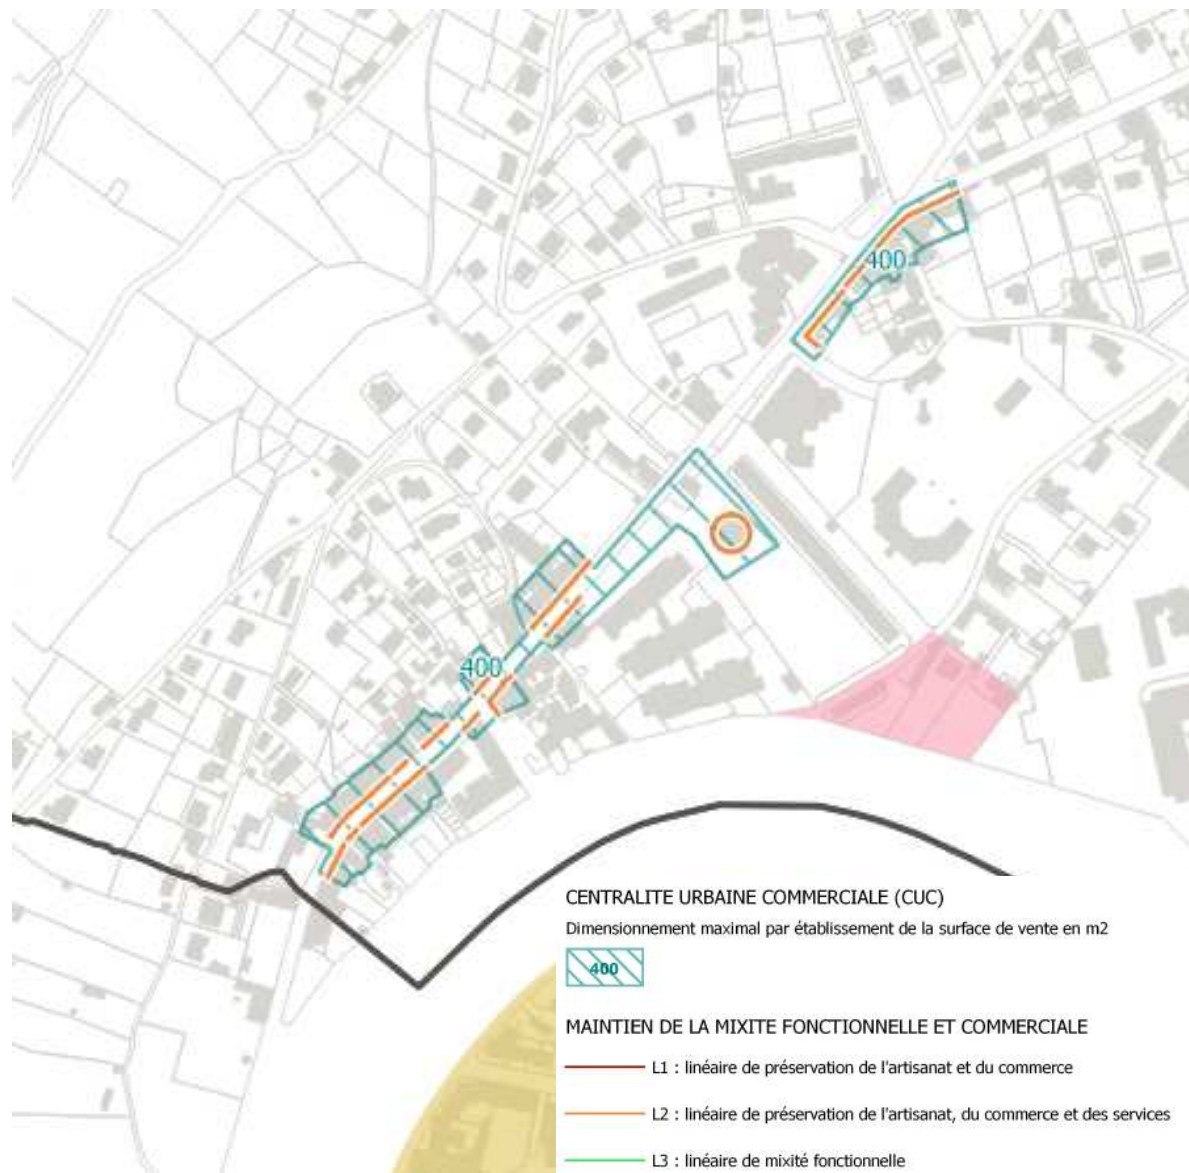 400
400
CENTRALITE URBAINE COMMERCIALE (CUC)
Dimensionnement maximal par établissement de la surface de vente en m2
400
MAINTIEN DE LA MIXITE FONCTIONNELLE ET COMMERCIALE
L1 : linéaire de préservation de l'artisanat et du commerce
L2 : linéaire de préservation de l'artisanat, du commerce et des services
L3 : linéaire de mixité fonctionnelle